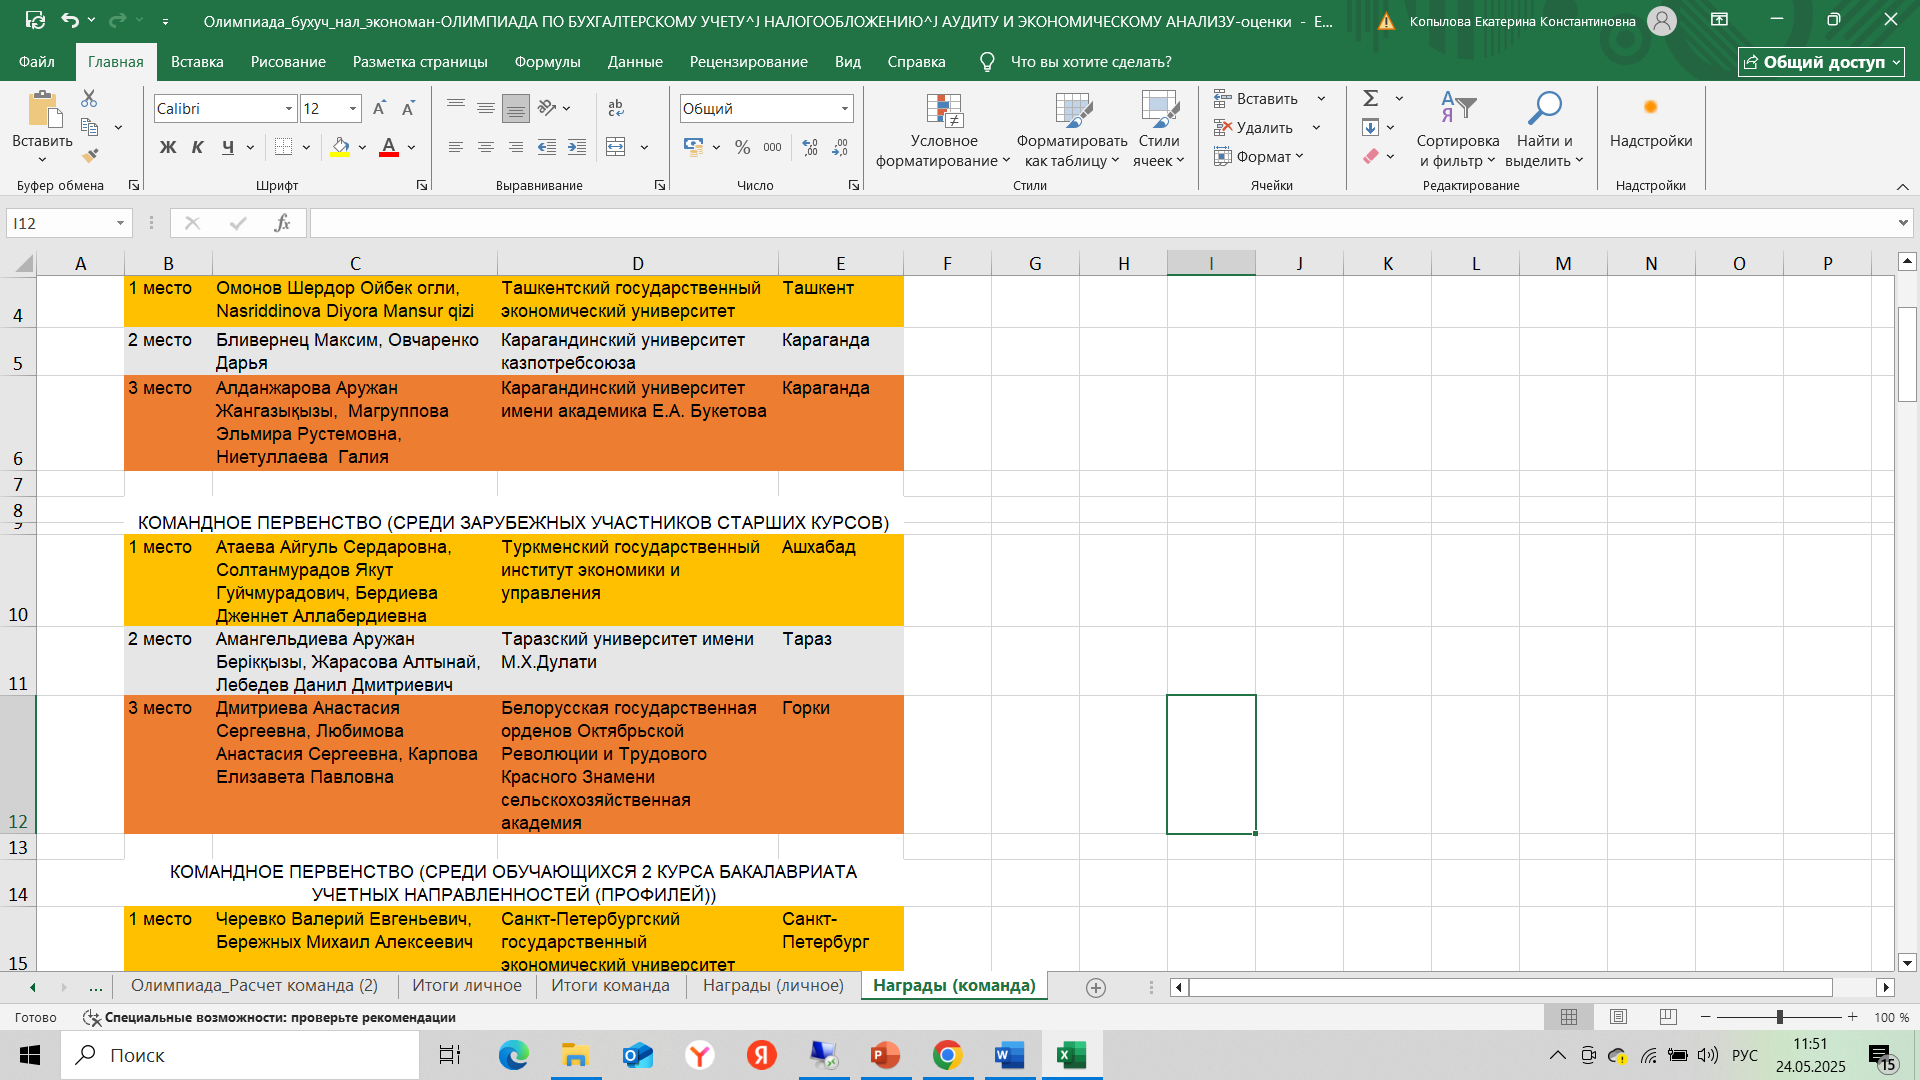 Олимпиада_бухуч_нал_экономан-ОЛИМПИАДА ПО БУХГАЛТЕРСКОМУ УЧЕТУ^J НАЛОГООБЛОЖЕНИЮ^J АУДИТУ И ЭКОНОМИЧЕСКОМУ АНАЛИЗУ-оценки - E...
Копылова Екатерина Константиновна
Файл Главная Вставка Рисование Разметка страницы Формулы Данные Рецензирование Вид Справка Что вы хотите сделать? Общий доступ
Вставить
Буфер обмена
Calibri 12
Ж К Ч А
Шрифт
ab
Выравнивание
Общий
% 000
Число
Условное форматирование
Форматировать как таблицу
Стили ячеек
Стили
Вставить
Удалить
Формат
Ячейки
Сортировка и фильтр
Найти и выделить
Редактирование
Надстройки
Надстройки
I12 fx
A B C D E F G H I J K L M N O P
4 1 место Омонов Шердор Ойбек огли, Nasriddinova Diyora Mansur qizi Ташкентский государственный экономический университет Ташкент
5 2 место Бливернец Максим, Овчаренко Дарья Карагандинский университет казпотребсоюза Караганда
6 3 место Алданжарова Аружан Жангазықызы, Магруппова Эльмира Рустемовна, Ниетуллаева Галия Карагандинский университет имени академика Е.А. Букетова Караганда
7
8
9 КОМАНДНОЕ ПЕРВЕНСТВО (СРЕДИ ЗАРУБЕЖНЫХ УЧАСТНИКОВ СТАРШИХ КУРСОВ)
10 1 место Атаева Айгуль Сердаровна, Солтанмурадов Якут Гуйчмурадович, Бердиева Дженнет Аллабердиевна Туркменский государственный институт экономики и управления Ашхабад
11 2 место Амангельдиева Аружан Берікқызы, Жарасова Алтынай, Лебедев Данил Дмитриевич Таразский университет имени М.Х.Дулати Тараз
12 3 место Дмитриева Анастасия Сергеевна, Любимова Анастасия Сергеевна, Карпова Елизавета Павловна Белорусская государственная орденов Октябрьской Революции и Трудового Красного Знамени сельскохозяйственная академия Горки
13
14 КОМАНДНОЕ ПЕРВЕНСТВО (СРЕДИ ОБУЧАЮЩИХСЯ 2 КУРСА БАКАЛАВРИАТА УЧЕТНЫХ НАПРАВЛЕННОСТЕЙ (ПРОФИЛЕЙ))
15 1 место Черевко Валерий Евгеньевич, Бережных Михаил Алексеевич Санкт-Петербургский государственный экономический университет Санкт-Петербург
... Олимпиада_Расчет команда (2) Итоги личное Итоги команда Награды (личное) Награды (команда)
Готово Специальные возможности: проверьте рекомендации 100 %
Поиск
РУС
11:51
24.05.2025
15